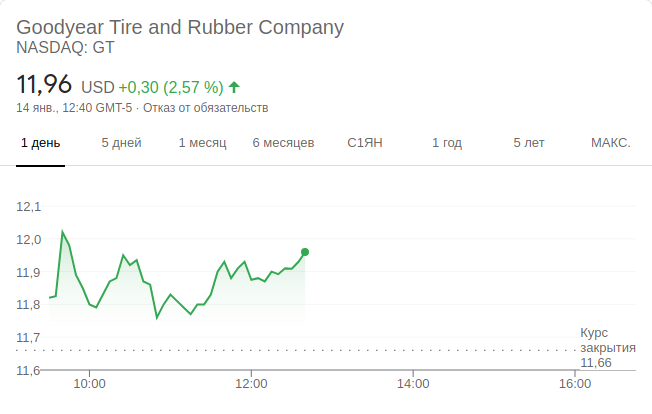 Goodyear Tire and Rubber Company
NASDAQ: GT
11,96 USD +0,30 (2,57 %)
14 янв., 12:40 GMT-5 · Отказ от обязательств
1 день 5 дней 1 месяц 6 месяцев С1ЯН 1 год 5 лет МАКС.
12,1
12,0
11,9
11,8
11,7
11,6
Курс
закрытия
11,66
10:00 12:00 14:00 16:00